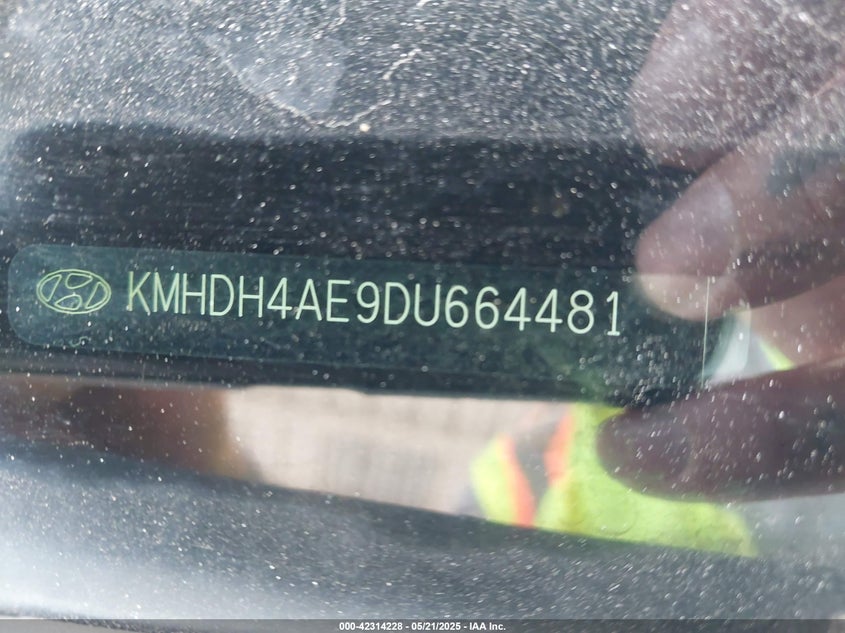 KMHDH4AE9DU664481
000-42314228 - 05/21/2025 - IAA Inc.